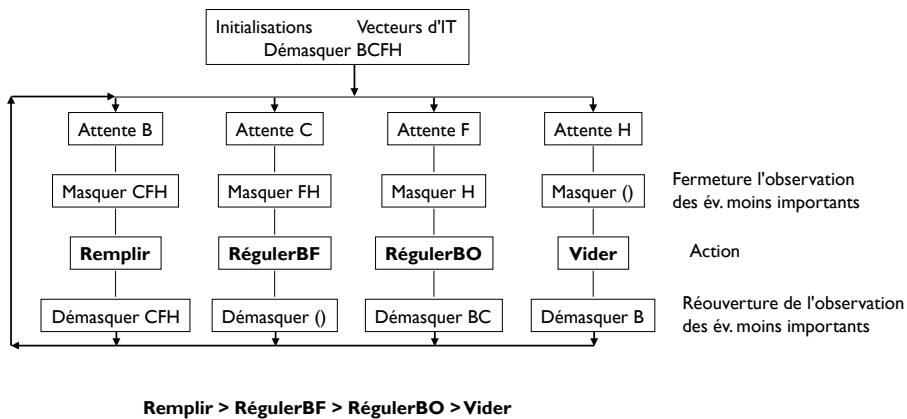 Initialisations Vecteurs d'IT
Démasquer BCFH
Attente B Attente C Attente F Attente H
Masquer CFH Masquer FH Masquer H Masquer ()
Fermeture l'observation
des év. moins importants
Remplir RégulerBF RégulerBO Vider Action
Démasquer CFH Démasquer () Démasquer BC Démasquer B
Réouverture de l'observation
des év. moins importants
Remplir > RégulerBF > RégulerBO > Vider